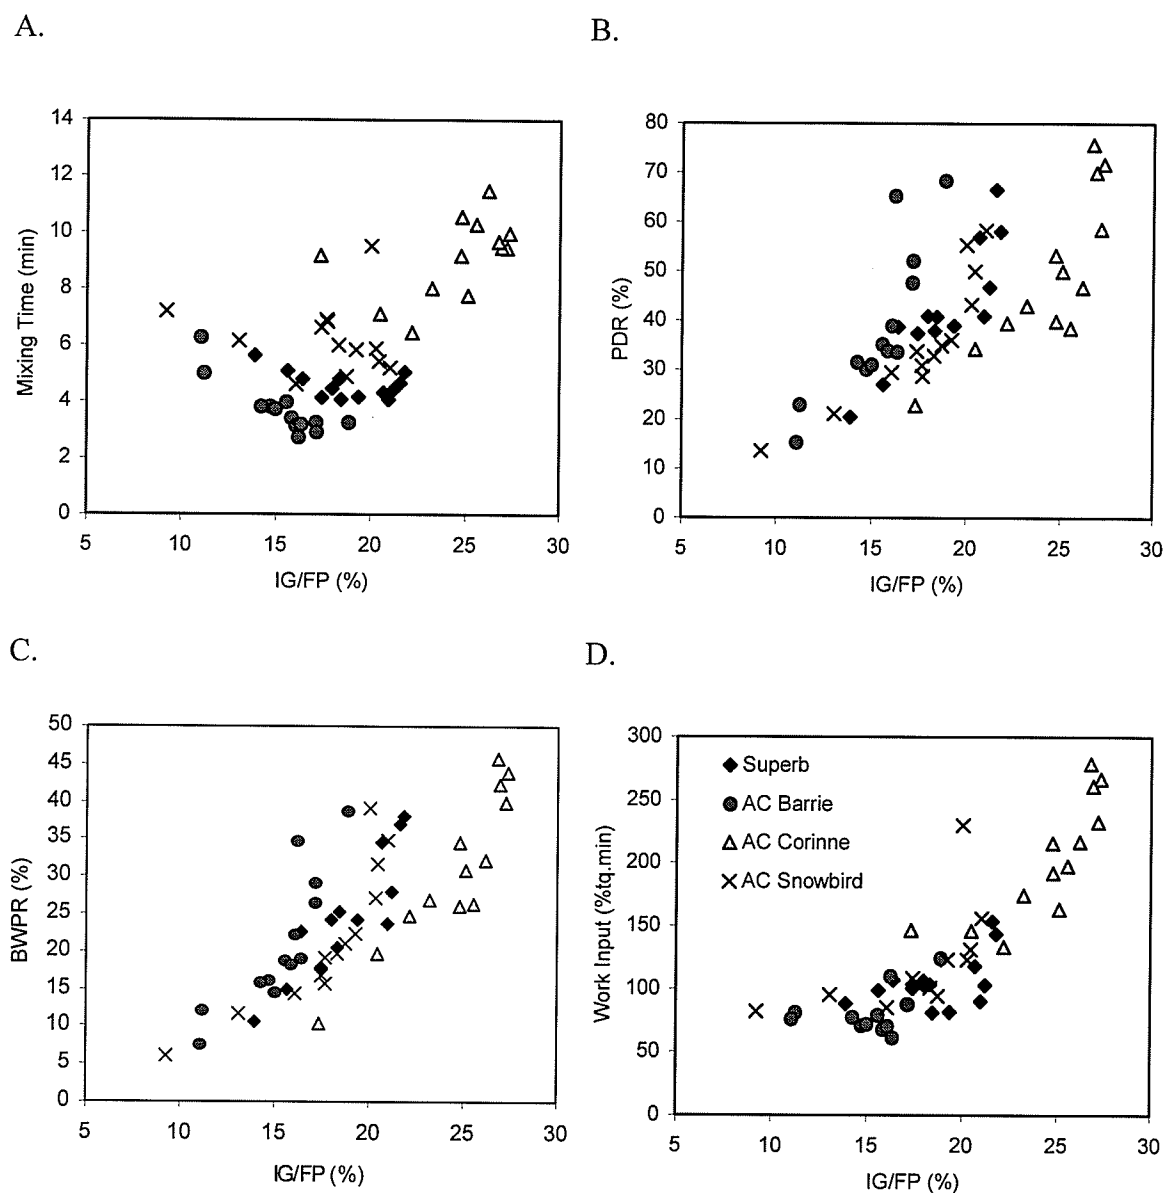 A.
B.
14
12
10
8
6
4
2
0
Mixing Time (min)
5 10 15 20 25 30
IG/FP (%)
80
70
60
50
40
30
20
10
0
PDR (%)
5 10 15 20 25 30
IG/FP (%)
C.
D.
50
45
40
35
30
25
20
15
10
5
0
BWPR (%)
5 10 15 20 25 30
IG/FP (%)
300
250
200
150
100
50
0
Work Input (%tq.min)
Superb
AC Barrie
AC Corinne
AC Snowbird
5 10 15 20 25 30
IG/FP (%)